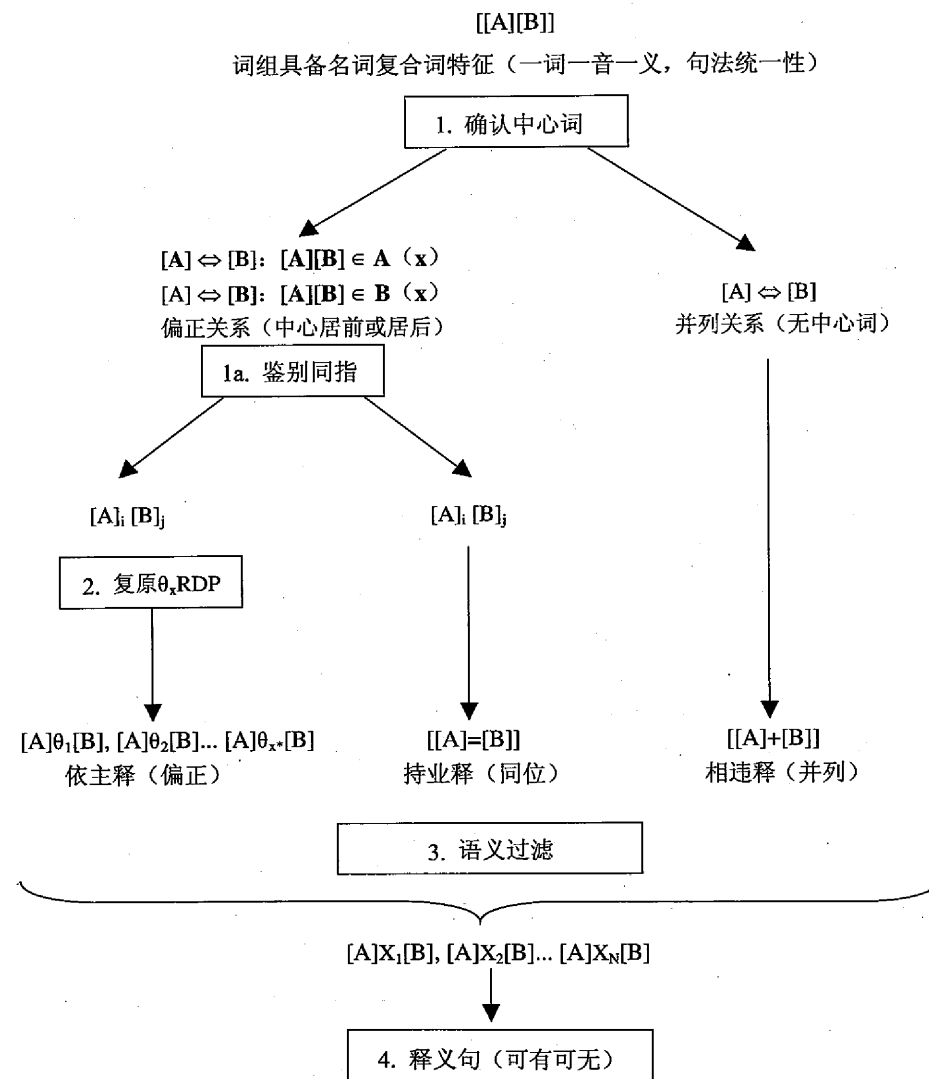 [[A][B]]
词组具备名词复合词特征（一词一音一义，句法统一性）
1. 确认中心词
[A] ⇔ [B]: [A][B] ∈ A（x）
[A] ⇔ [B]: [A][B] ∈ B（x）
偏正关系（中心居前或居后）
[A] ⇔ [B]
并列关系（无中心词）
1a. 鉴别同指
[A]ᵢ [B]ⱼ
[A]ᵢ [B]ⱼ
2. 复原θₓRDP
[A]θ₁[B], [A]θ₂[B]... [A]θₓ*[B]
依主释（偏正）
[[A]=[B]]
持业释（同位）
[[A]+[B]]
相违释（并列）
3. 语义过滤
[A]X₁[B], [A]X₂[B]... [A]X_N[B]
4. 释义句（可有可无）